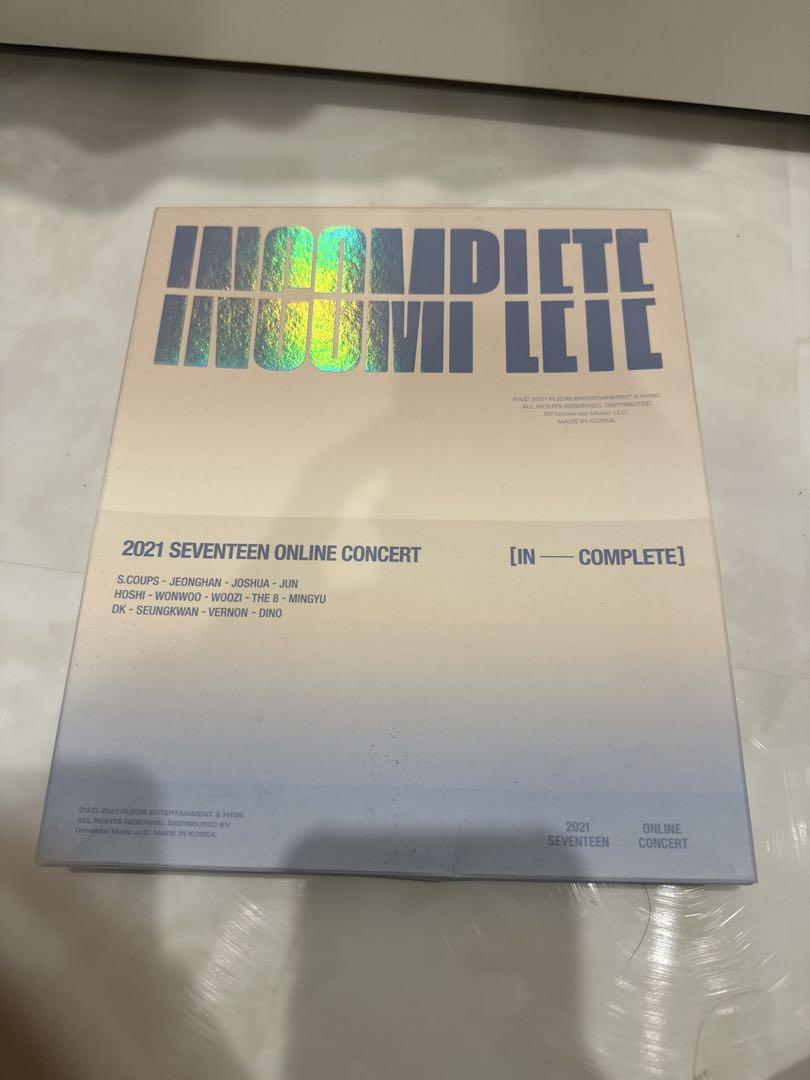 INCOMPLETE
℗&© 2021 PLEDIS ENTERTAINMENT & HYBE.
ALL RIGHTS RESERVED. DISTRIBUTED
BY Universal Music LLC.
MADE IN KOREA.
2021 SEVENTEEN ONLINE CONCERT [IN — COMPLETE]
S.COUPS - JEONGHAN - JOSHUA - JUN
HOSHI - WONWOO - WOOZI - THE 8 - MINGYU
DK - SEUNGKWAN - VERNON - DINO
℗&© 2021 PLEDIS ENTERTAINMENT & HYBE.
ALL RIGHTS RESERVED. DISTRIBUTED BY
Universal Music LLC. MADE IN KOREA.
2021 ONLINE
SEVENTEEN CONCERT